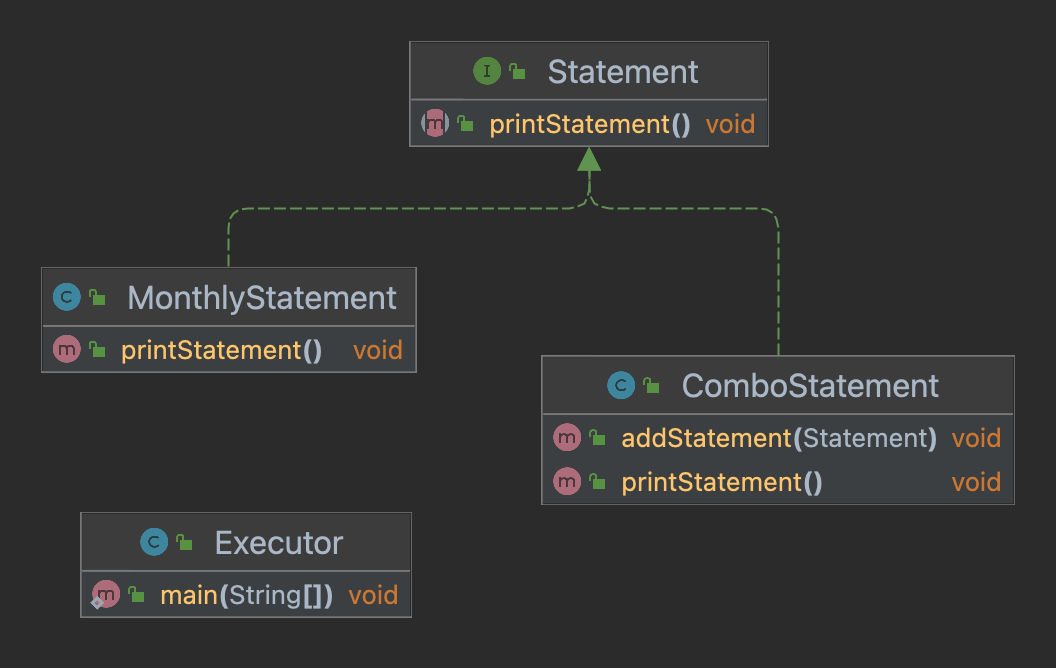 I Statement
m printStatement() void
C MonthlyStatement
m printStatement() void
C ComboStatement
m addStatement(Statement) void
m printStatement() void
C Executor
m main(String[]) void